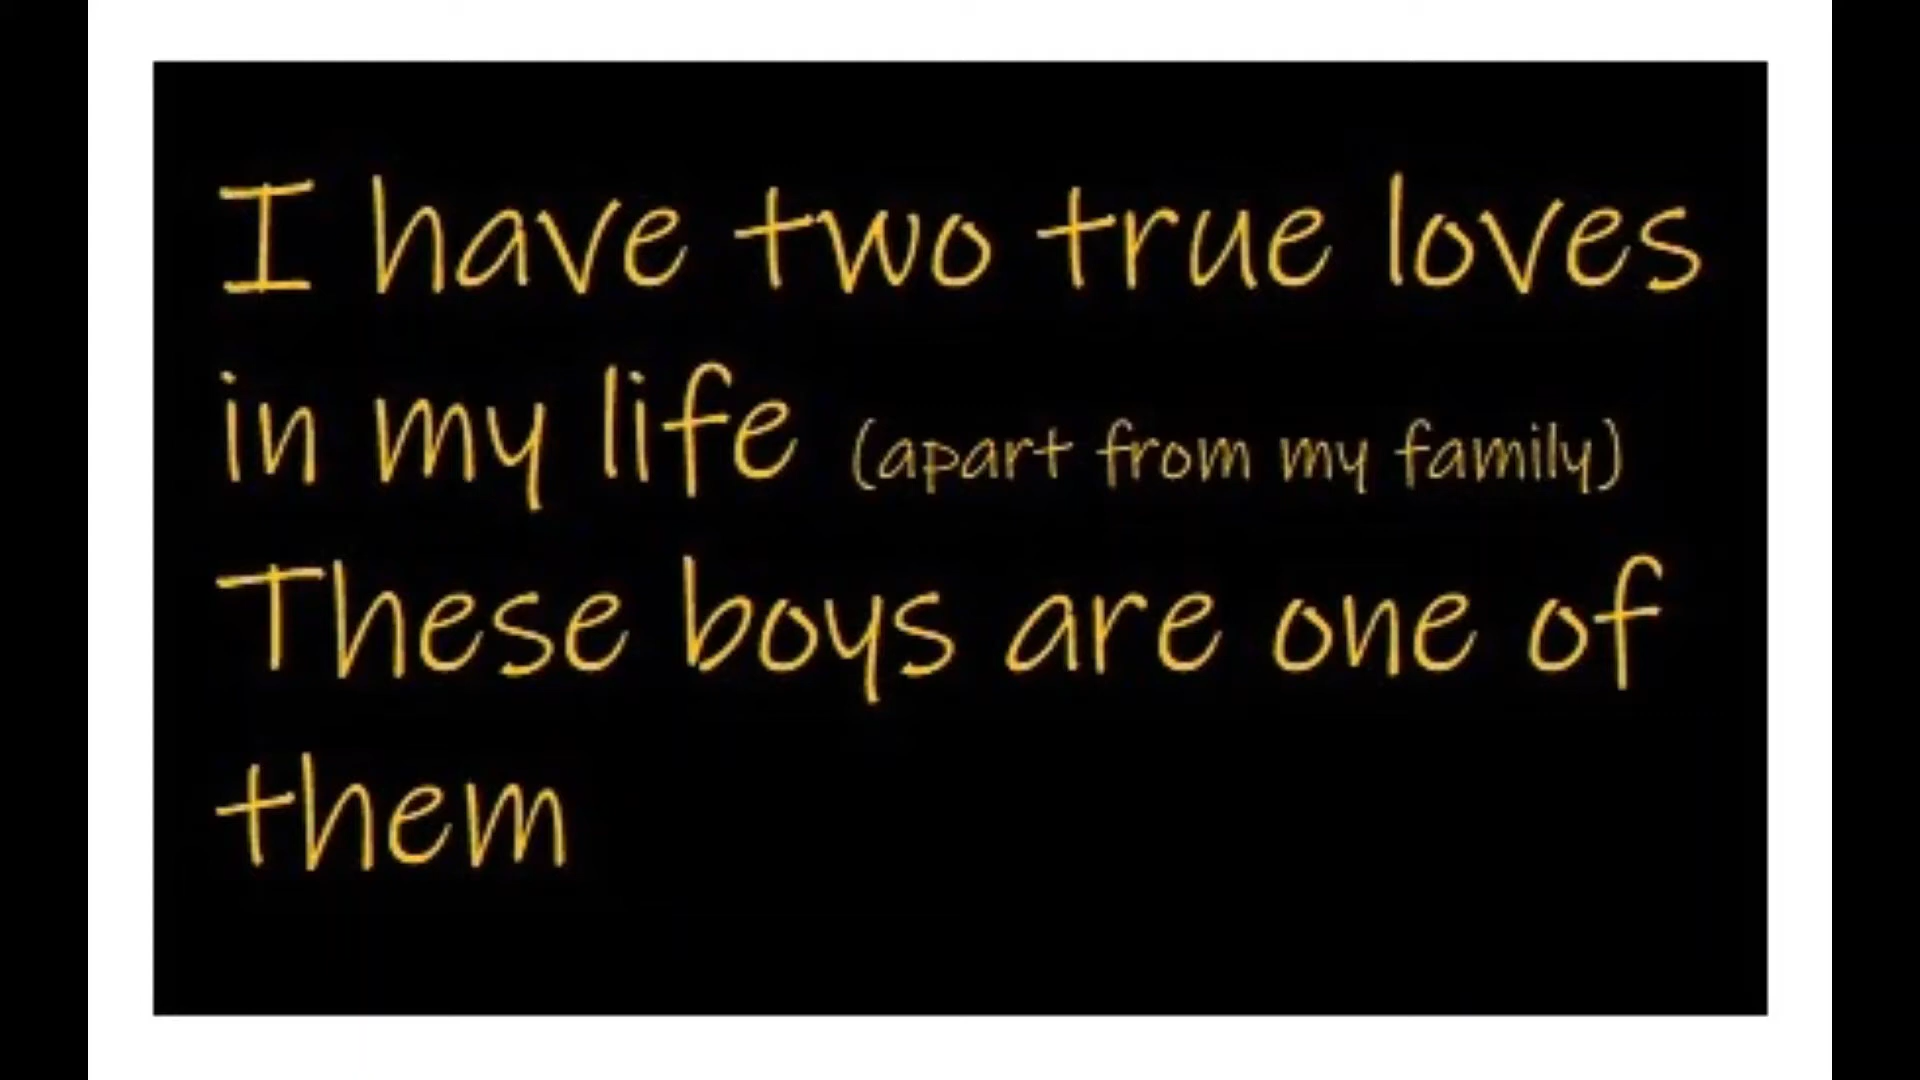 I have two true loves
in my life (apart from my family)
These boys are one of
them